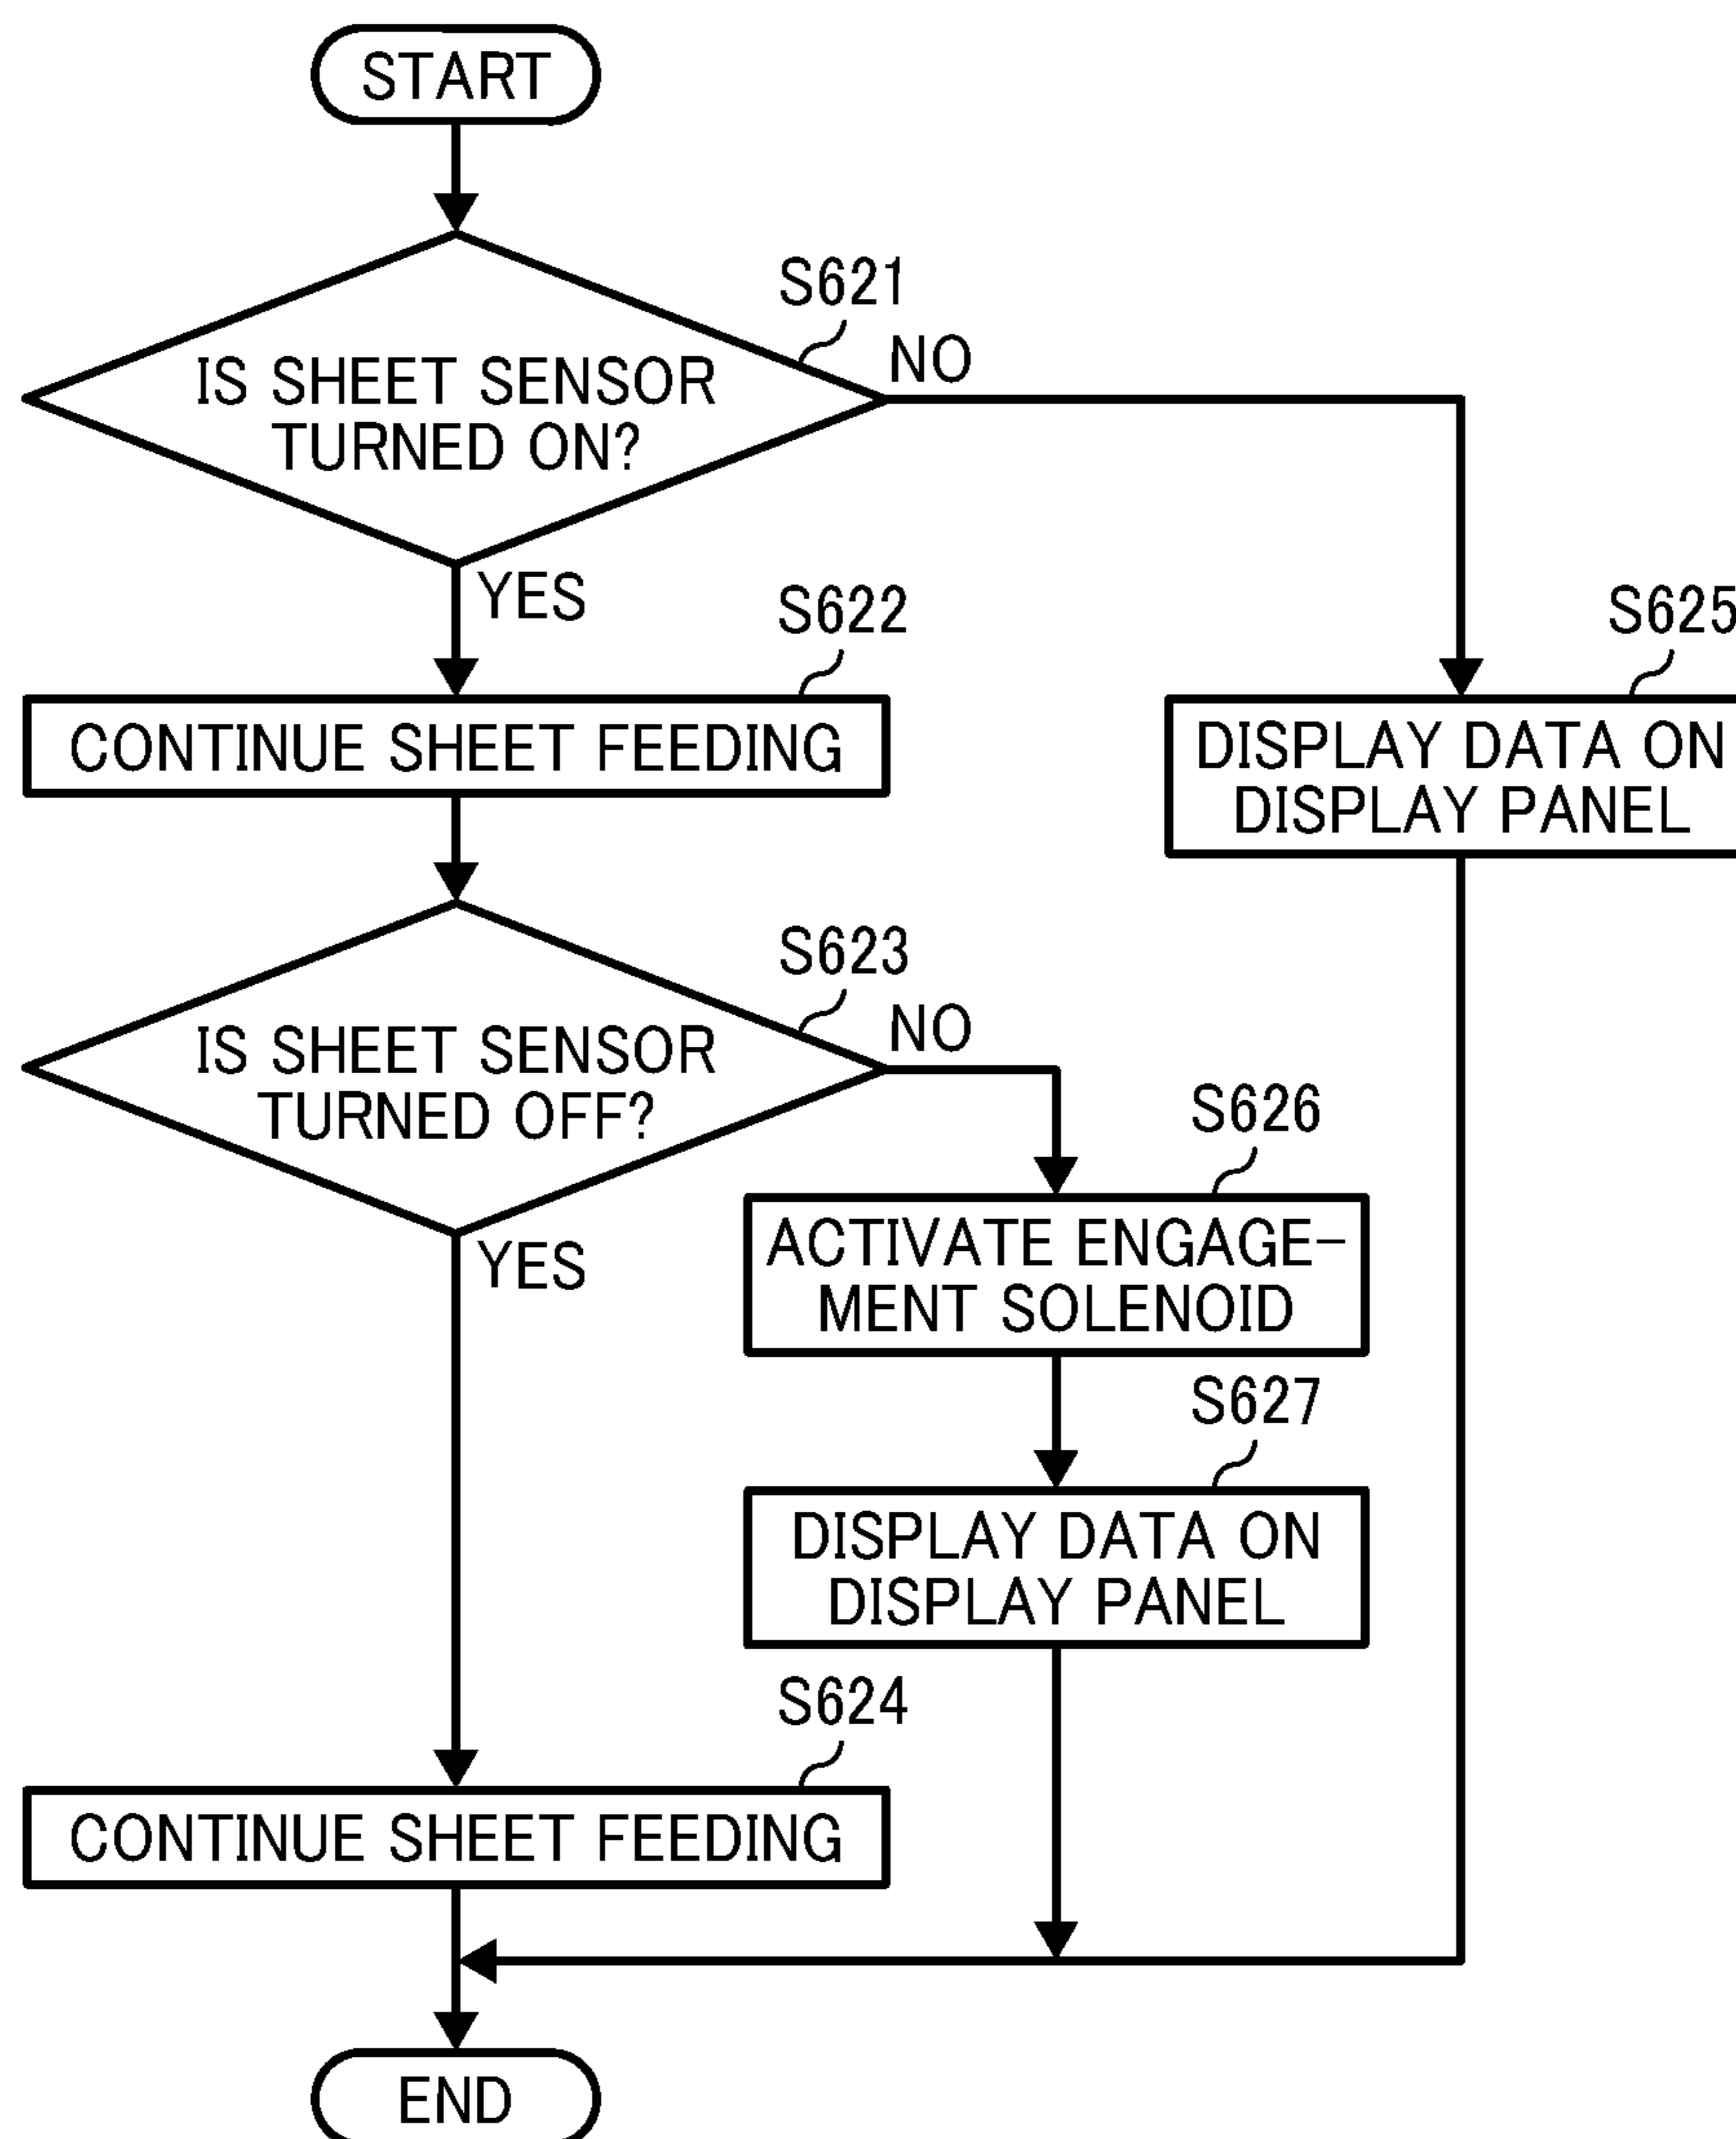 START
S621
IS SHEET SENSOR
TURNED ON?
NO
YES
S622
CONTINUE SHEET FEEDING
S625
DISPLAY DATA ON
DISPLAY PANEL
S623
IS SHEET SENSOR
TURNED OFF?
NO
YES
S626
ACTIVATE ENGAGE-
MENT SOLENOID
S627
DISPLAY DATA ON
DISPLAY PANEL
S624
CONTINUE SHEET FEEDING
END